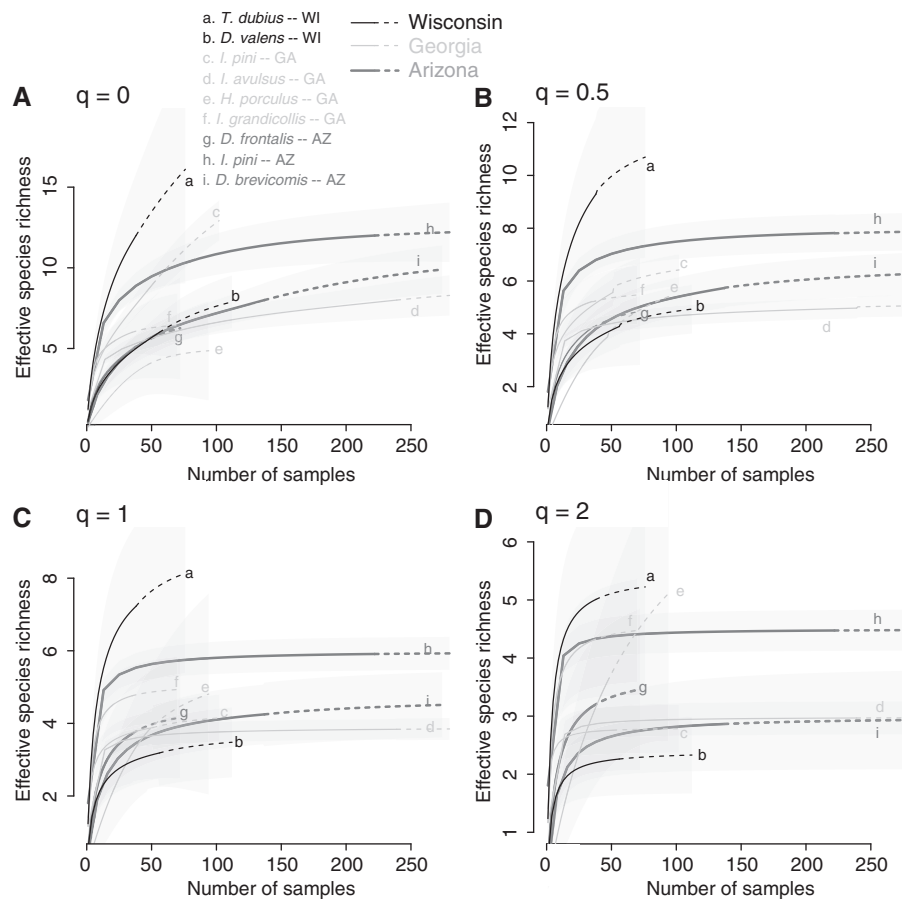 a. T. dubius -- WI
b. D. valens -- WI
c. I. pini -- GA
d. I. avulsus -- GA
e. H. porculus -- GA
f. I. grandicollis -- GA
g. D. frontalis -- AZ
h. I. pini -- AZ
i. D. brevicomis -- AZ
Wisconsin
Georgia
Arizona
A q = 0
Effective species richness
15
10
5
a
c
h
i
b
f
g
d
e
0 50 100 150 200 250
Number of samples
B q = 0.5
Effective species richness
12
10
8
6
4
2
a
h
c
i
e
f
g
b
d
0 50 100 150 200 250
Number of samples
C q = 1
Effective species richness
8
6
4
2
a
h
f
e
g
c
i
d
b
0 50 100 150 200 250
Number of samples
D q = 2
Effective species richness
6
5
4
3
2
1
a
e
f
h
g
d
c
i
b
0 50 100 150 200 250
Number of samples